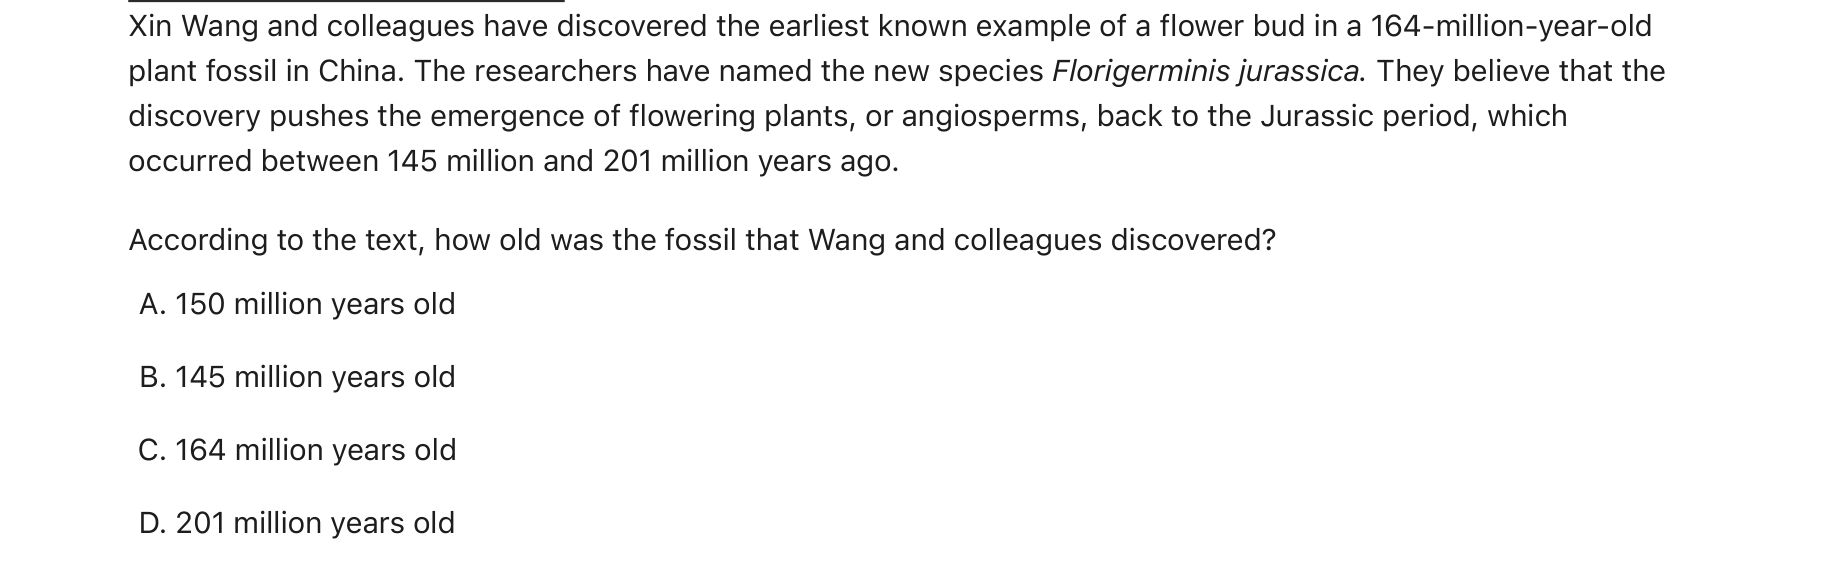 Xin Wang and colleagues have discovered the earliest known example of a flower bud in a 164-million-year-old
plant fossil in China. The researchers have named the new species Florigerminis jurassica. They believe that the
discovery pushes the emergence of flowering plants, or angiosperms, back to the Jurassic period, which
occurred between 145 million and 201 million years ago.
According to the text, how old was the fossil that Wang and colleagues discovered?
A. 150 million years old
B. 145 million years old
C. 164 million years old
D. 201 million years old